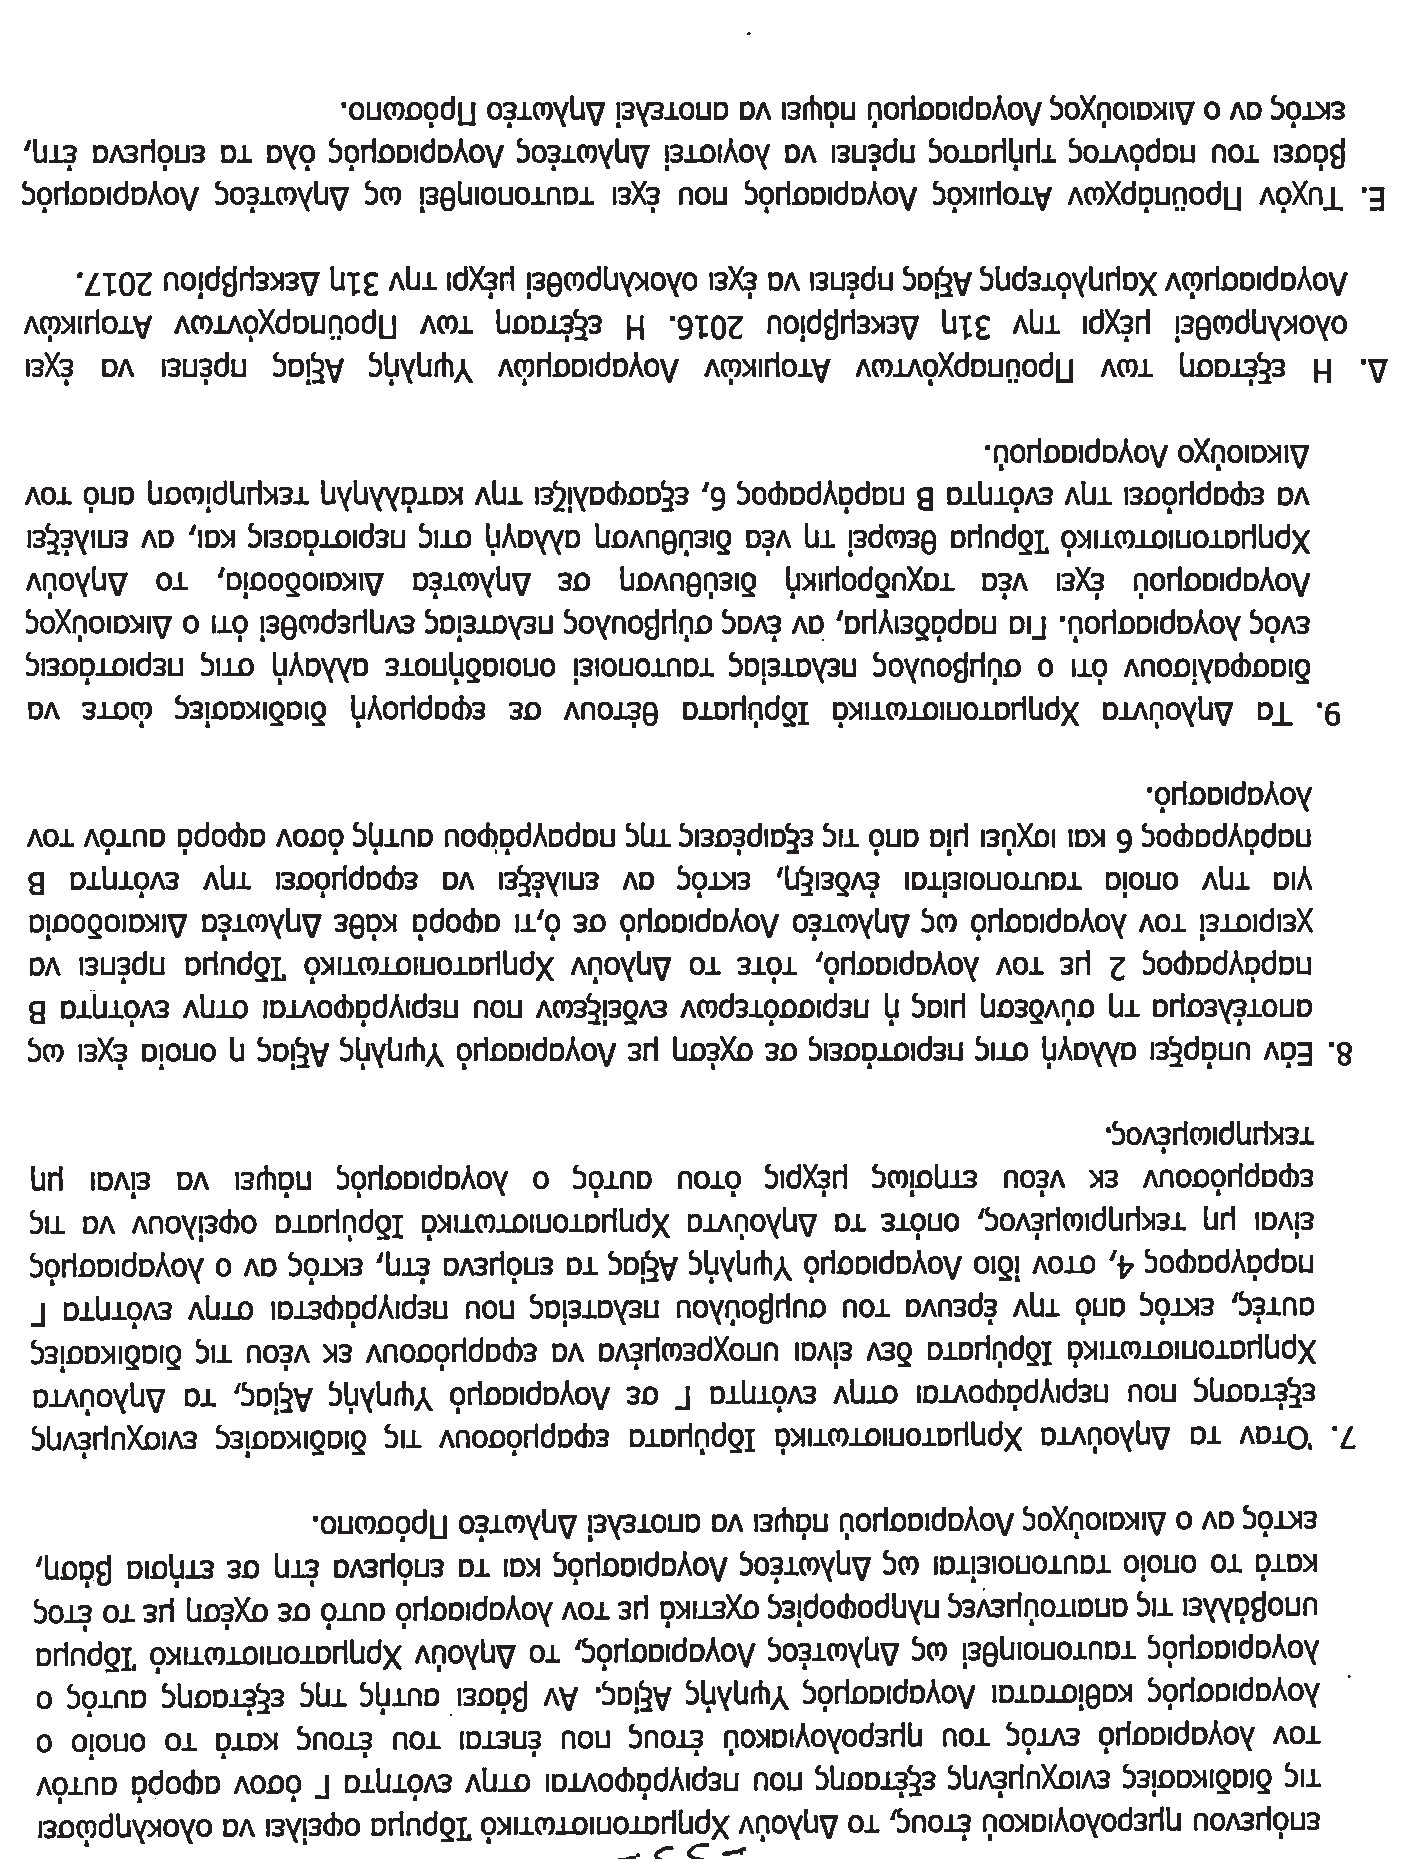 επόμενου ημερολογιακού έτους, το Δηλούν Χρηματοπιστωτικό Ίδρυμα οφείλει να ολοκληρώσει
τις διαδικασίες ενισχυμένης εξέτασης που περιγράφονται στην ενότητα Γ όσον αφορά αυτόν
τον λογαριασμό εντός του ημερολογιακού έτους που έπεται του έτους κατά το οποίο ο
λογαριασμός καθίσταται Λογαριασμός Υψηλής Αξίας. Αν βάσει αυτής της εξέτασης αυτός ο
λογαριασμός ταυτοποιηθεί ως Δηλωτέος Λογαριασμός, το Δηλούν Χρηματοπιστωτικό Ίδρυμα
υποβάλλει τις απαιτούμενες πληροφορίες σχετικά με τον λογαριασμό αυτό σε σχέση με το έτος
κατά το οποίο ταυτοποιείται ως Δηλωτέος Λογαριασμός και τα επόμενα έτη σε ετήσια βάση,
εκτός αν ο Δικαιούχος Λογαριασμού πάψει να αποτελεί Δηλωτέο Πρόσωπο.
7. Όταν τα Δηλούντα Χρηματοπιστωτικά Ιδρύματα εφαρμόσουν τις διαδικασίες ενισχυμένης
εξέτασης που περιγράφονται στην ενότητα Γ σε Λογαριασμό Υψηλής Αξίας, τα Δηλούντα
Χρηματοπιστωτικά Ιδρύματα δεν είναι υποχρεωμένα να εφαρμόσουν εκ νέου τις διαδικασίες
αυτές, εκτός από την έρευνα του συμβούλου πελατείας που περιγράφεται στην ενότητα Γ
παράγραφος 4, στον ίδιο Λογαριασμό Υψηλής Αξίας τα επόμενα έτη, εκτός αν ο λογαριασμός
είναι μη τεκμηριωμένος, οπότε τα Δηλούντα Χρηματοπιστωτικά Ιδρύματα οφείλουν να τις
εφαρμόσουν εκ νέου ετησίως μέχρις ότου αυτός ο λογαριασμός πάψει να είναι μη
τεκμηριωμένος.
8. Εάν υπάρξει αλλαγή στις περιστάσεις σε σχέση με Λογαριασμό Υψηλής Αξίας η οποία έχει ως
αποτέλεσμα τη σύνδεση μιας ή περισσότερων ενδείξεων που περιγράφονται στην ενότητα Β
παράγραφος 2 με τον λογαριασμό, τότε το Δηλούν Χρηματοπιστωτικό Ίδρυμα πρέπει να
χειριστεί τον λογαριασμό ως Δηλωτέο Λογαριασμό σε ό,τι αφορά κάθε Δηλωτέα Δικαιοδοσία
για την οποία ταυτοποιείται ένδειξη, εκτός αν επιλέξει να εφαρμόσει την ενότητα Β
παράγραφος 6 και ισχύει μία από τις εξαιρέσεις της παραγράφου αυτής όσον αφορά αυτόν τον
λογαριασμό.
9. Τα Δηλούντα Χρηματοπιστωτικά Ιδρύματα θέτουν σε εφαρμογή διαδικασίες ώστε να
διασφαλίσουν ότι ο σύμβουλος πελατείας ταυτοποιεί οποιαδήποτε αλλαγή στις περιστάσεις
ενός λογαριασμού. Για παράδειγμα, αν ένας σύμβουλος πελατείας ενημερωθεί ότι ο Δικαιούχος
Λογαριασμού έχει νέα ταχυδρομική διεύθυνση σε Δηλωτέα Δικαιοδοσία, το Δηλούν
Χρηματοπιστωτικό Ίδρυμα θεωρεί τη νέα διεύθυνση αλλαγή στις περιστάσεις και, αν επιλέξει
να εφαρμόσει την ενότητα Β παράγραφος 6, εξασφαλίζει την κατάλληλη τεκμηρίωση από τον
Δικαιούχο Λογαριασμού.
Δ. Η εξέταση των Προϋπαρχόντων Ατομικών Λογαριασμών Υψηλής Αξίας πρέπει να έχει
ολοκληρωθεί μέχρι την 31η Δεκεμβρίου 2016. Η εξέταση των Προϋπαρχόντων Ατομικών
Λογαριασμών Χαμηλότερης Αξίας πρέπει να έχει ολοκληρωθεί μέχρι την 31η Δεκεμβρίου 2017.
Ε. Τυχόν Προϋπάρχων Ατομικός Λογαριασμός που έχει ταυτοποιηθεί ως Δηλωτέος Λογαριασμός
βάσει του παρόντος τμήματος πρέπει να λογιστεί Δηλωτέος Λογαριασμός όλα τα επόμενα έτη,
εκτός αν ο Δικαιούχος Λογαριασμού πάψει να αποτελεί Δηλωτέο Πρόσωπο.